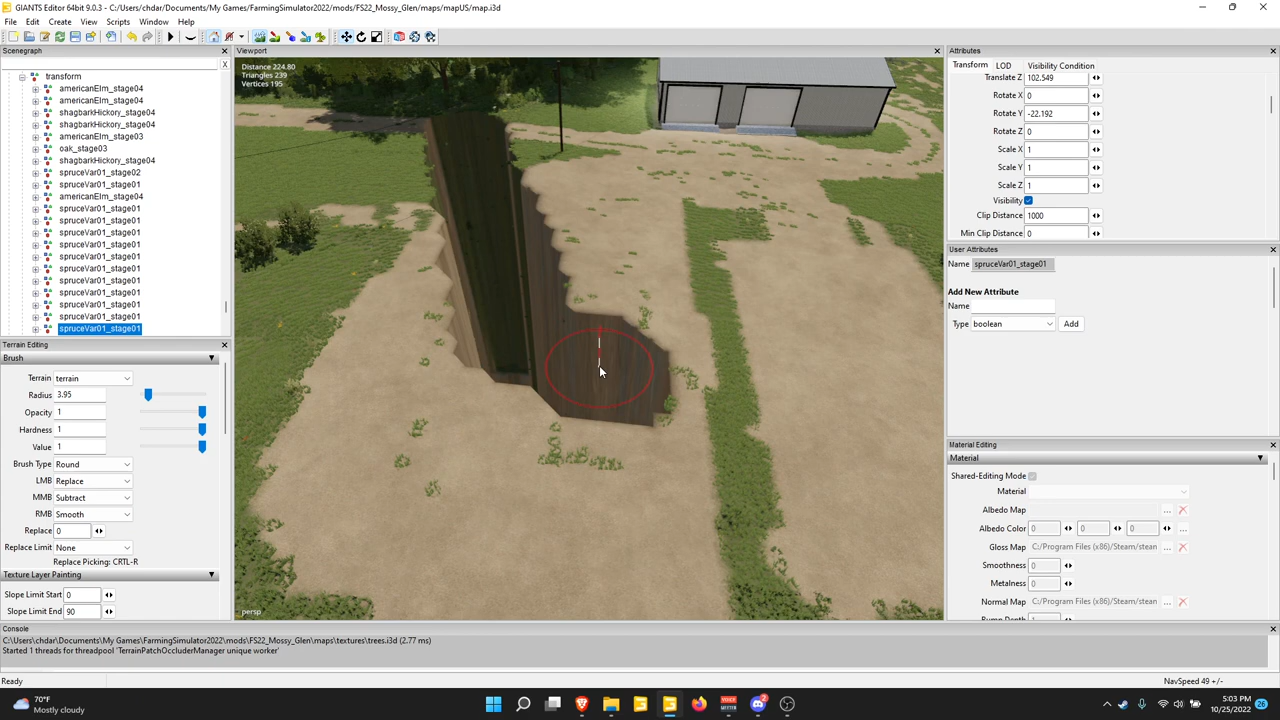 GIANTS Editor 64bit 9.0.3 - C:/Users/chdar/Documents/My Games/FarmingSimulator2022/mods/FS22_Mossy_Glen/maps/mapUS/map.i3d
File Edit Create View Scripts Window Help
Scenegraph
X
transform
americanElm_stage04
americanElm_stage04
shagbarkHickory_stage04
shagbarkHickory_stage04
americanElm_stage03
oak_stage03
shagbarkHickory_stage04
spruceVar01_stage02
spruceVar01_stage01
americanElm_stage04
spruceVar01_stage01
spruceVar01_stage01
spruceVar01_stage01
spruceVar01_stage01
spruceVar01_stage01
spruceVar01_stage01
spruceVar01_stage01
spruceVar01_stage01
spruceVar01_stage01
spruceVar01_stage01
spruceVar01_stage01
Terrain Editing
Brush
Terrain terrain
Radius 3.95
Opacity 1
Hardness 1
Value 1
Brush Type Round
LMB Replace
MMB Subtract
RMB Smooth
Replace 0
Replace Limit None
Replace Picking: CRTL-R
Texture Layer Painting
Slope Limit Start 0
Slope Limit End 90
Viewport
Distance 224.80
Triangles 239
Vertices 195
persp
Attributes
Transform LOD Visibility Condition
Translate Z 102.549
Rotate X 0
Rotate Y -22.192
Rotate Z 0
Scale X 1
Scale Y 1
Scale Z 1
Visibility
Clip Distance 1000
Min Clip Distance 0
User Attributes
Name spruceVar01_stage01
Add New Attribute
Name
Type boolean Add
Material Editing
Material
Shared-Editing Mode
Material
Albedo Map ...
Albedo Color 0 0 0 ...
Gloss Map C:/Program Files (x86)/Steam/stean ...
Smoothness 0
Metalness 0
Normal Map C:/Program Files (x86)/Steam/stean ...
Bump Depth 1
Console
C:\Users\chdar\Documents\My Games\FarmingSimulator2022\mods\FS22_Mossy_Glen\maps\textures\trees.i3d (2.77 ms)
Started 1 threads for threadpool 'TerrainPatchOccluderManager unique worker'
Ready
NavSpeed 49 +/-
70°F
Mostly cloudy
2
5:03 PM
10/25/2022
26